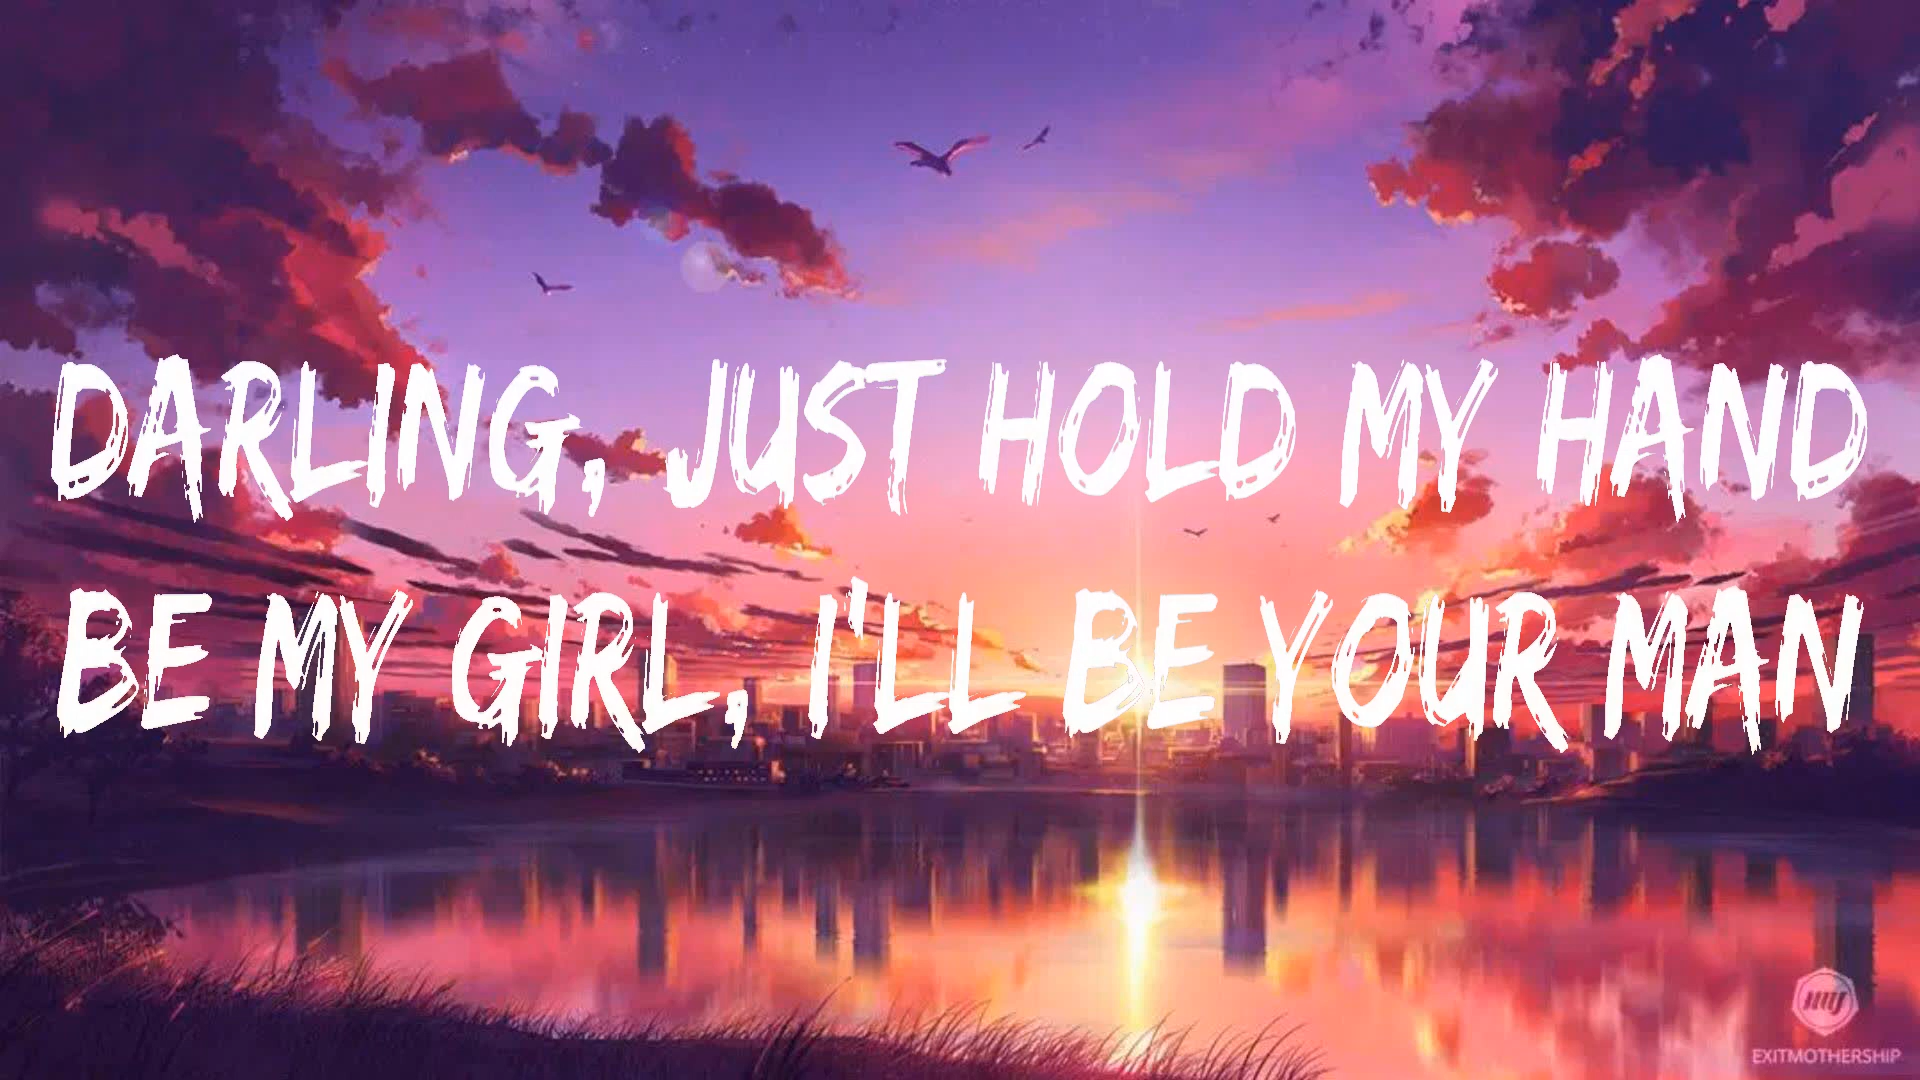 DARLING, JUST HOLD MY HAND
BE MY GIRL, I'LL BE YOUR MAN
EXITMOTHERSHIP